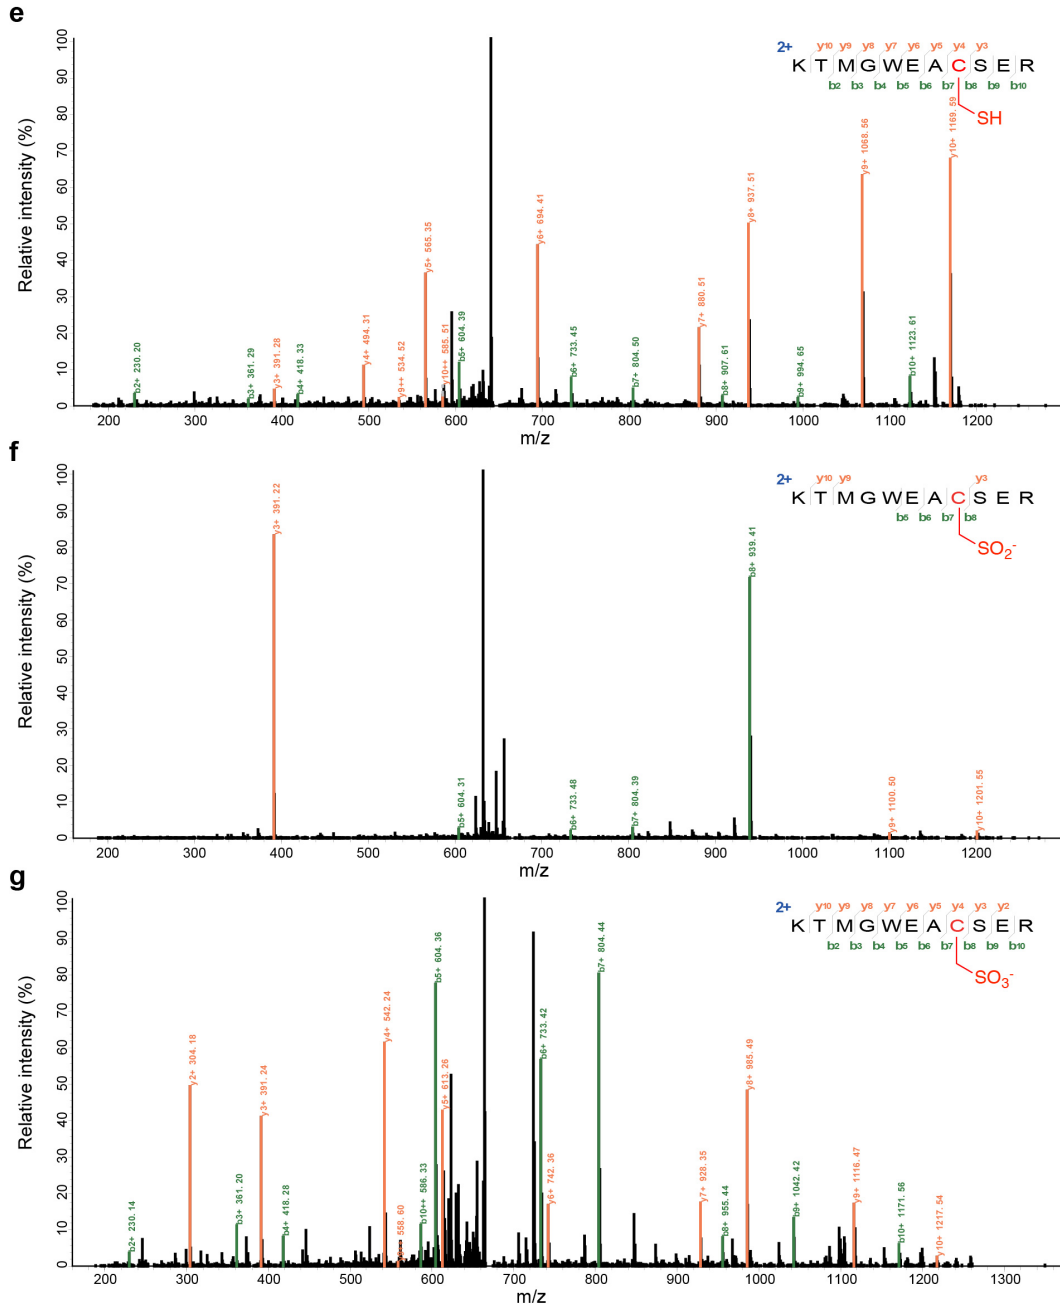 e
2+
y10 y9 y8 y7 y6 y5 y4 y3
K T M G W E A C S E R
b2 b3 b4 b5 b6 b7 b8 b9 b10
SH
Relative intensity (%)
0 10 20 30 40 50 60 70 80 90 100
b2+ 230. 20
b3+ 361. 29
y3+ 391. 28
b4+ 418. 33
y4+ 494. 31
y9++ 534. 52
y5+ 565. 35
y10++ 585. 51
b5+ 604. 39
y6+ 694. 41
b6+ 733. 45
b7+ 804. 50
y7+ 880. 51
b8+ 907. 61
y8+ 937. 51
b9+ 994. 65
y9+ 1068. 56
b10+ 1123. 61
y10+ 1169. 59
200 300 400 500 600 700 800 900 1000 1100 1200
m/z
f
2+
y10 y9 y3
K T M G W E A C S E R
b5 b6 b7 b8
SO2-
Relative intensity (%)
0 10 20 30 40 50 60 70 80 90 100
y3+ 391. 22
b5+ 604. 31
b6+ 733. 48
b7+ 804. 39
b8+ 939. 41
y9+ 1100. 50
y10+ 1201. 55
200 300 400 500 600 700 800 900 1000 1100 1200
m/z
g
2+
y10 y9 y8 y7 y6 y5 y4 y3 y2
K T M G W E A C S E R
b2 b3 b4 b5 b6 b7 b8 b9 b10
SO3-
Relative intensity (%)
0 10 20 30 40 50 60 70 80 90 100
b2+ 230. 14
y2+ 304. 18
b3+ 361. 20
y3+ 391. 24
b4+ 418. 28
y4+ 542. 24
558. 60
b10++ 586. 33
b5+ 604. 36
y5+ 613. 26
b6+ 733. 42
y6+ 742. 36
b7+ 804. 44
y7+ 928. 35
b8+ 955. 44
y8+ 985. 49
b9+ 1042. 42
y9+ 1116. 47
b10+ 1171. 56
y10+ 1217. 54
200 300 400 500 600 700 800 900 1000 1100 1200 1300
m/z